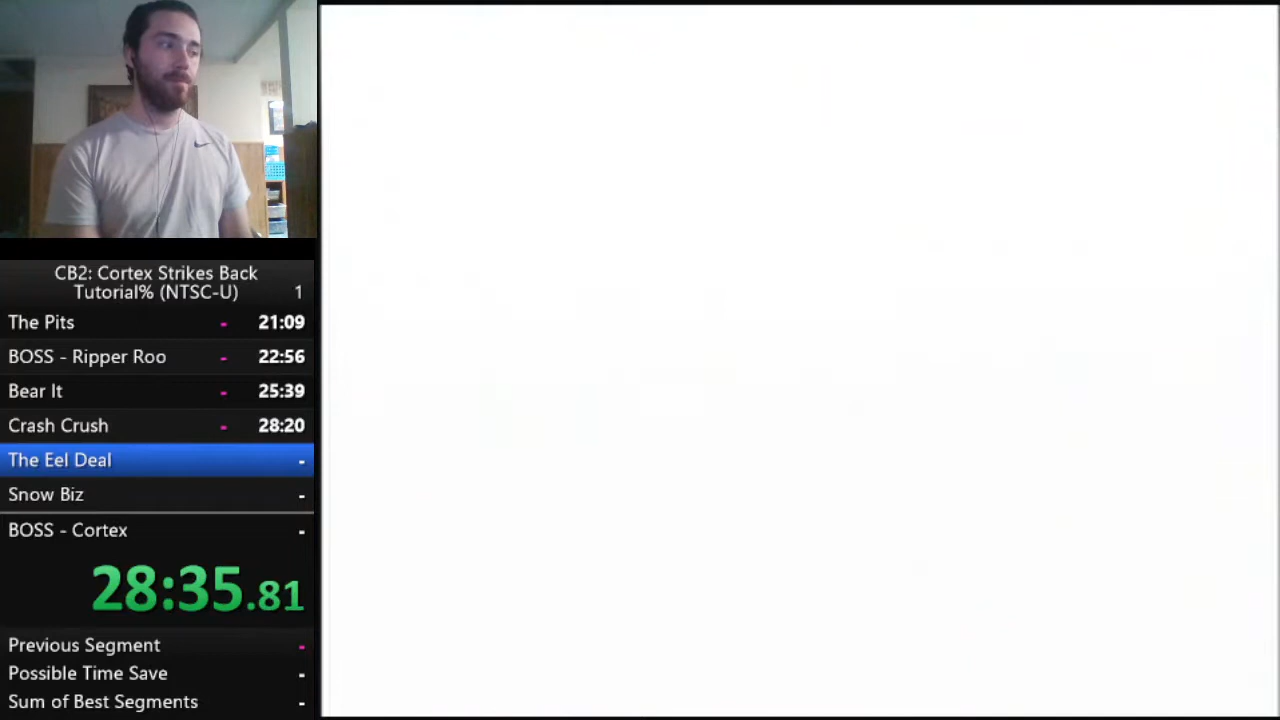 CB2: Cortex Strikes Back
Tutorial% (NTSC-U) 1
The Pits - 21:09
BOSS - Ripper Roo - 22:56
Bear It - 25:39
Crash Crush - 28:20
The Eel Deal -
Snow Biz -
BOSS - Cortex -
28:35.81
Previous Segment -
Possible Time Save -
Sum of Best Segments -